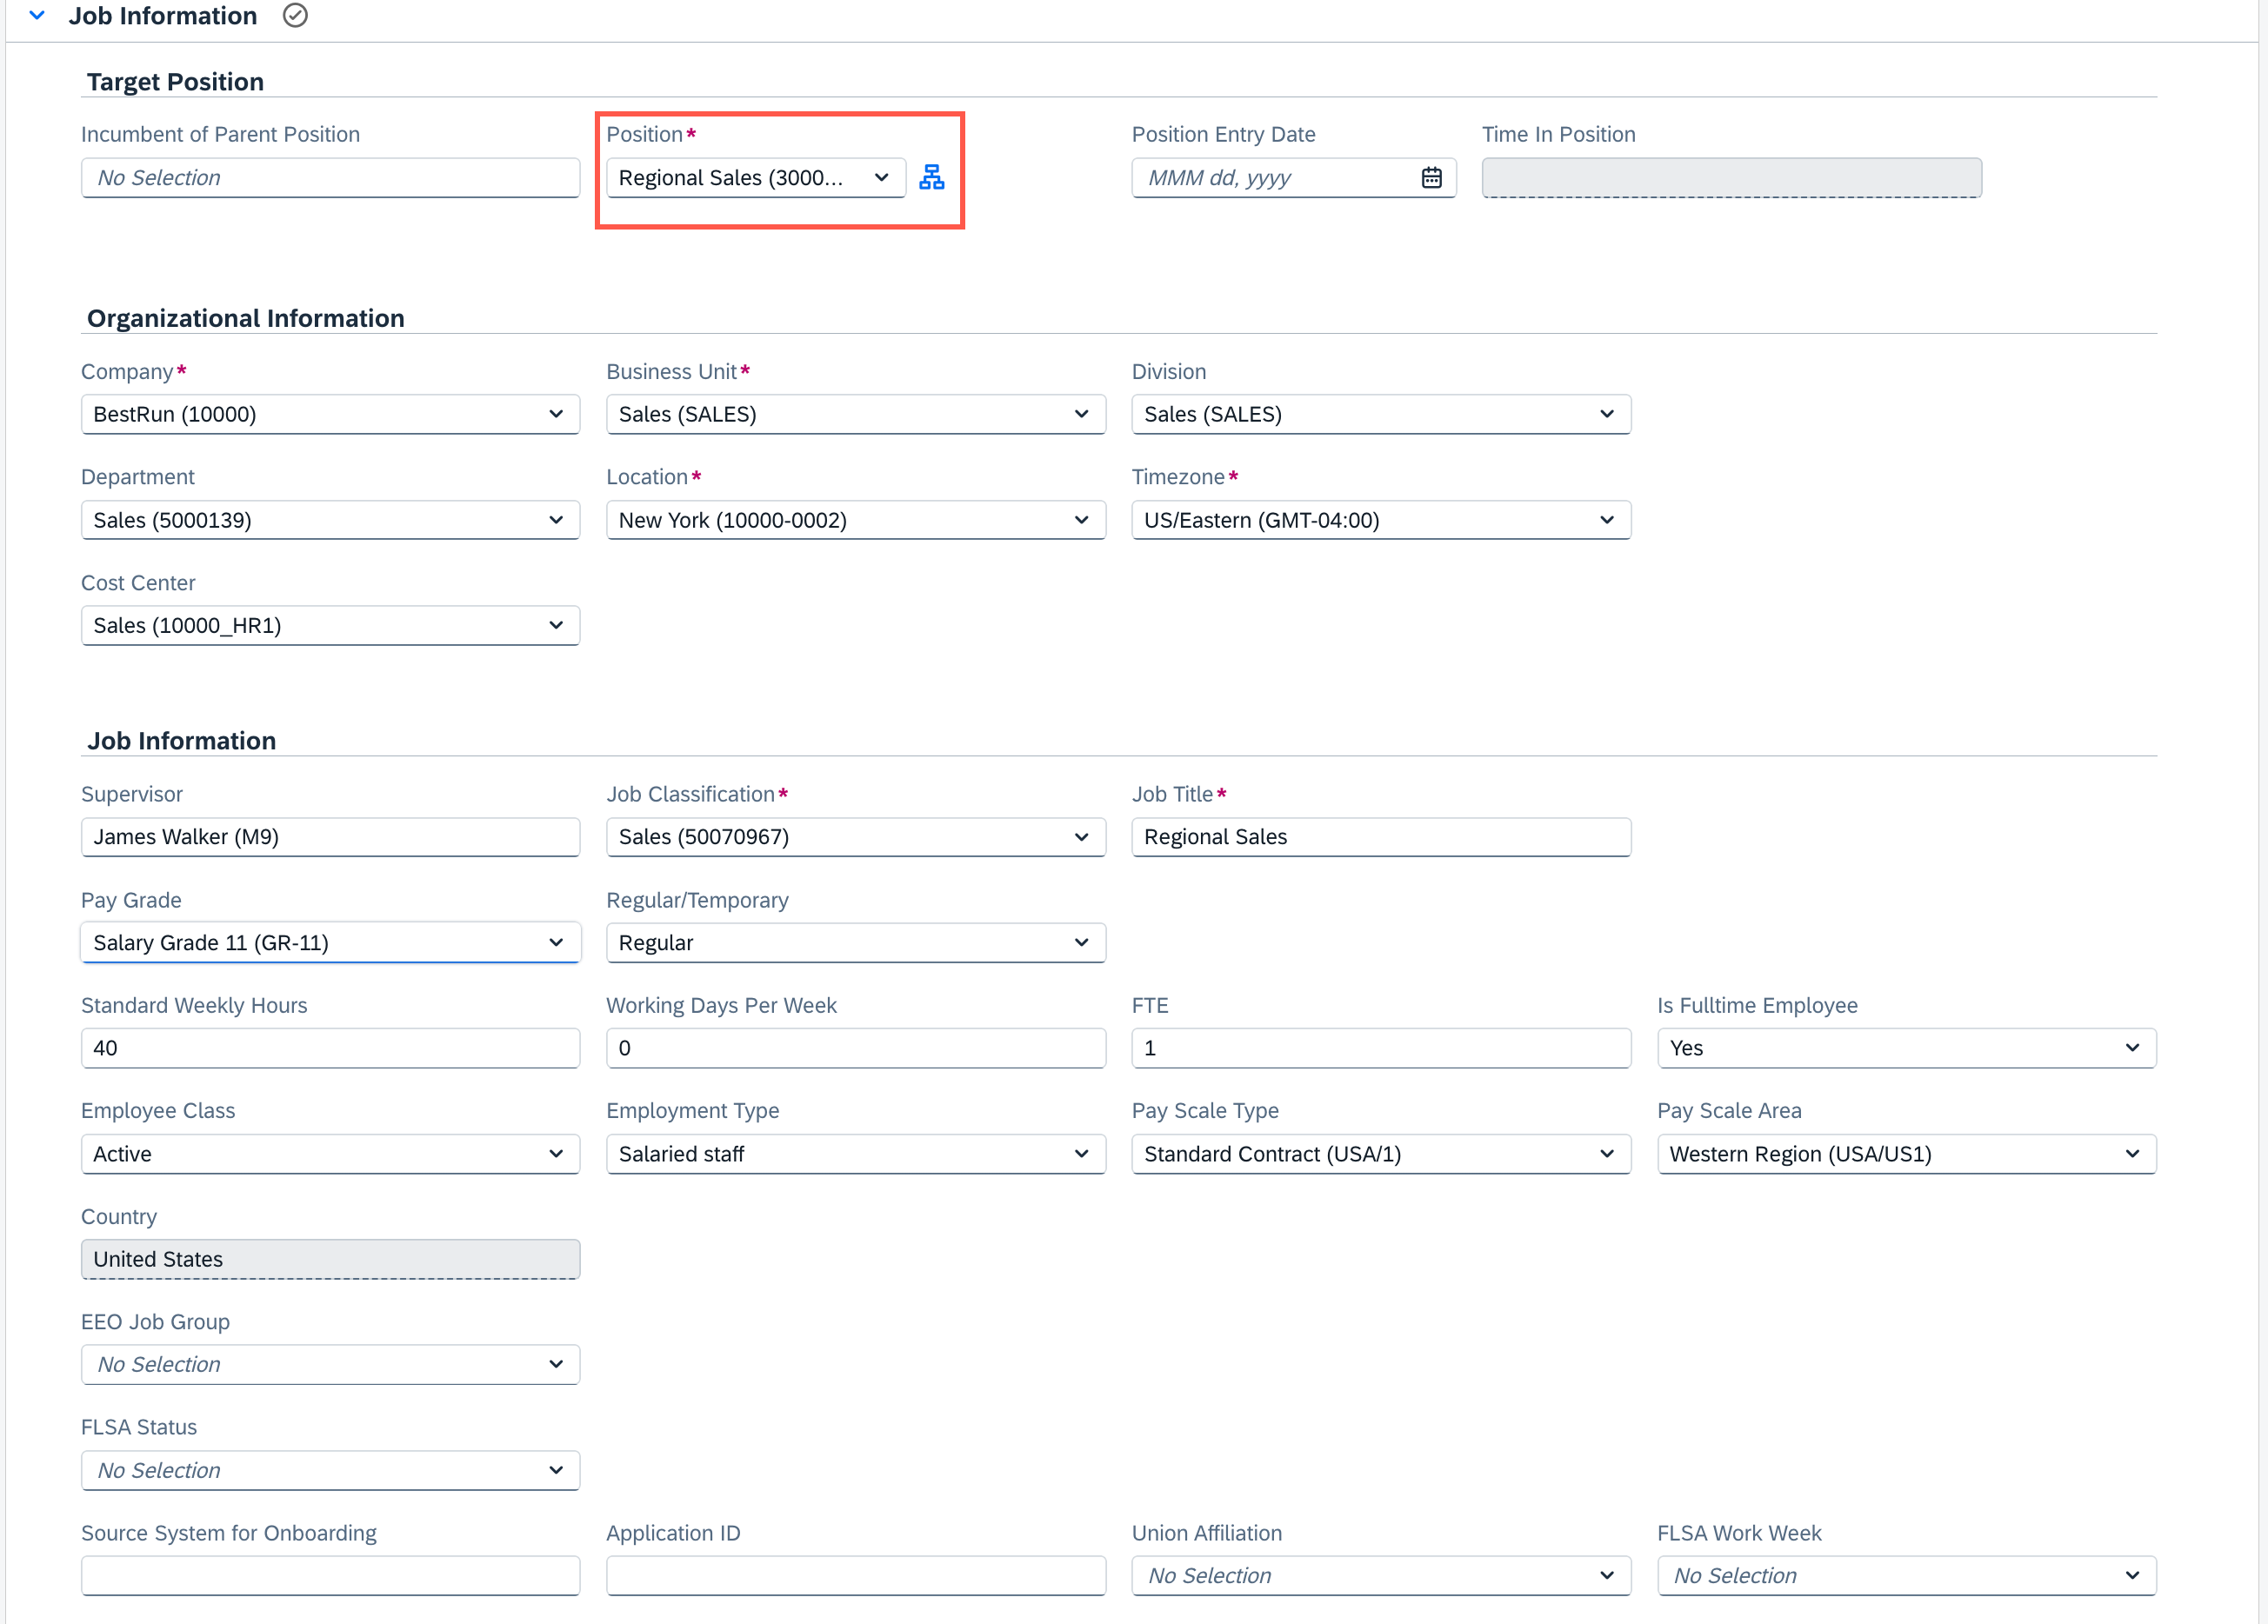 Job Information
Target Position
Incumbent of Parent Position
Position*
Position Entry Date
Time In Position
No Selection
Regional Sales (3000...
MMM dd, yyyy
Organizational Information
Company*
Business Unit*
Division
BestRun (10000)
Sales (SALES)
Sales (SALES)
Department
Location*
Timezone*
Sales (5000139)
New York (10000-0002)
US/Eastern (GMT-04:00)
Cost Center
Sales (10000_HR1)
Job Information
Supervisor
Job Classification*
Job Title*
James Walker (M9)
Sales (50070967)
Regional Sales
Pay Grade
Regular/Temporary
Salary Grade 11 (GR-11)
Regular
Standard Weekly Hours
Working Days Per Week
FTE
Is Fulltime Employee
40
0
1
Yes
Employee Class
Employment Type
Pay Scale Type
Pay Scale Area
Active
Salaried staff
Standard Contract (USA/1)
Western Region (USA/US1)
Country
United States
EEO Job Group
No Selection
FLSA Status
No Selection
Source System for Onboarding
Application ID
Union Affiliation
FLSA Work Week
No Selection
No Selection